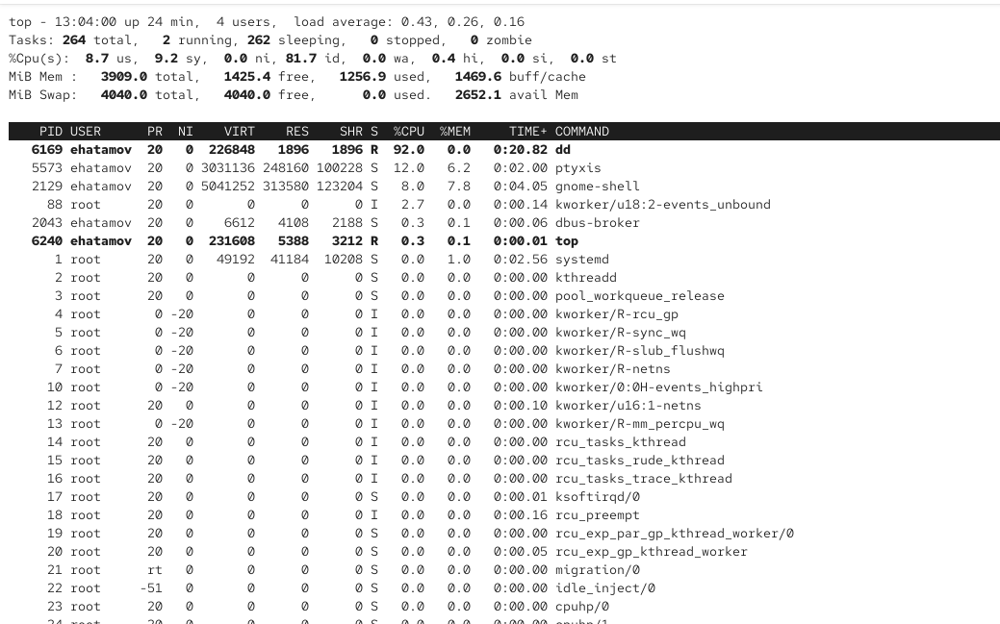 top - 13:04:00 up 24 min,  4 users,  load average: 0.43, 0.26, 0.16
Tasks: 264 total,   2 running, 262 sleeping,   0 stopped,   0 zombie
%Cpu(s):  8.7 us,  9.2 sy,  0.0 ni, 81.7 id,  0.0 wa,  0.4 hi,  0.0 si,  0.0 st
MiB Mem :   3909.0 total,   1425.4 free,   1256.9 used,   1469.6 buff/cache
MiB Swap:   4040.0 total,   4040.0 free,      0.0 used.   2652.1 avail Mem
PID USER      PR  NI    VIRT    RES    SHR S  %CPU  %MEM     TIME+ COMMAND
6169 ehatamov  20   0  226848   1896   1896 R  92.0   0.0   0:20.82 dd
5573 ehatamov  20   0 3031136 248160 100228 S  12.0   6.2   0:02.00 ptyxis
2129 ehatamov  20   0 5041252 313580 123204 S   8.0   7.8   0:04.05 gnome-shell
88 root      20   0       0      0      0 I   2.7   0.0   0:00.14 kworker/u18:2-events_unbound
2043 ehatamov  20   0    6612   4108   2188 S   0.3   0.1   0:00.06 dbus-broker
6240 ehatamov  20   0  231608   5388   3212 R   0.3   0.1   0:00.01 top
1 root      20   0   49192  41184  10208 S   0.0   1.0   0:02.56 systemd
2 root      20   0       0      0      0 S   0.0   0.0   0:00.00 kthreadd
3 root      20   0       0      0      0 S   0.0   0.0   0:00.00 pool_workqueue_release
4 root       0 -20       0      0      0 I   0.0   0.0   0:00.00 kworker/R-rcu_gp
5 root       0 -20       0      0      0 I   0.0   0.0   0:00.00 kworker/R-sync_wq
6 root       0 -20       0      0      0 I   0.0   0.0   0:00.00 kworker/R-slub_flushwq
7 root       0 -20       0      0      0 I   0.0   0.0   0:00.00 kworker/R-netns
10 root       0 -20       0      0      0 I   0.0   0.0   0:00.00 kworker/0:0H-events_highpri
12 root      20   0       0      0      0 I   0.0   0.0   0:00.10 kworker/u16:1-netns
13 root       0 -20       0      0      0 I   0.0   0.0   0:00.00 kworker/R-mm_percpu_wq
14 root      20   0       0      0      0 I   0.0   0.0   0:00.00 rcu_tasks_kthread
15 root      20   0       0      0      0 I   0.0   0.0   0:00.00 rcu_tasks_rude_kthread
16 root      20   0       0      0      0 I   0.0   0.0   0:00.00 rcu_tasks_trace_kthread
17 root      20   0       0      0      0 S   0.0   0.0   0:00.01 ksoftirqd/0
18 root      20   0       0      0      0 I   0.0   0.0   0:00.16 rcu_preempt
19 root      20   0       0      0      0 S   0.0   0.0   0:00.00 rcu_exp_par_gp_kthread_worker/0
20 root      20   0       0      0      0 S   0.0   0.0   0:00.05 rcu_exp_gp_kthread_worker
21 root      rt   0       0      0      0 S   0.0   0.0   0:00.00 migration/0
22 root     -51   0       0      0      0 S   0.0   0.0   0:00.00 idle_inject/0
23 root      20   0       0      0      0 S   0.0   0.0   0:00.00 cpuhp/0